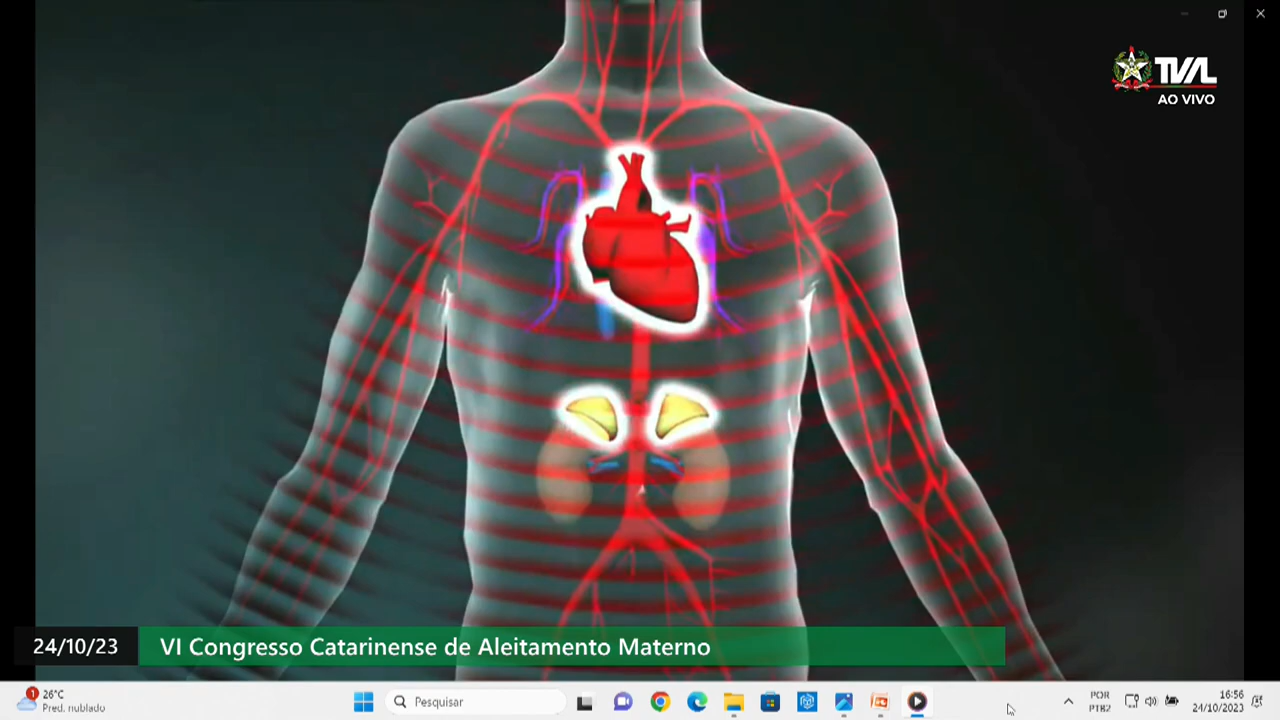 TVAL
AO VIVO
24/10/23
VI Congresso Catarinense de Aleitamento Materno
1
26°C
Pred. nublado
Pesquisar
POR
PTB2
16:56
24/10/2023